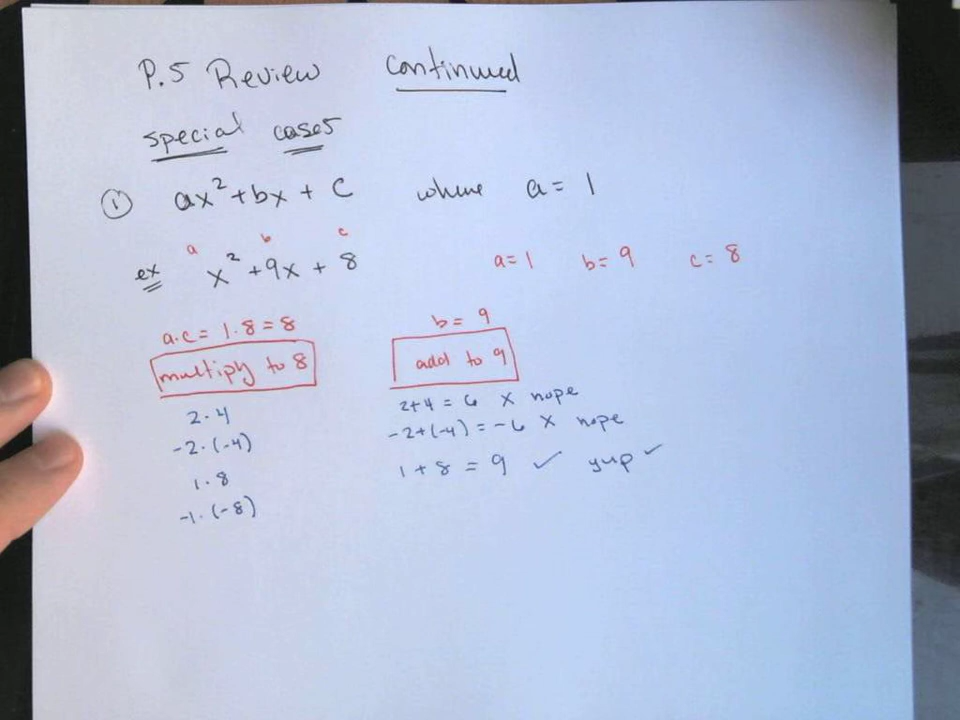 P.5 Review continued
special cases
① ax² + bx + c where a = 1
a b c
ex x² + 9x + 8 a = 1 b = 9 c = 8
a·c = 1·8 = 8 b = 9
multiply to 8 add to 9
2·4 2+4 = 6 X nope
-2·(-4) -2+(-4) = -6 X nope
1·8 1+8 = 9 ✓ yup ✓
-1·(-8)